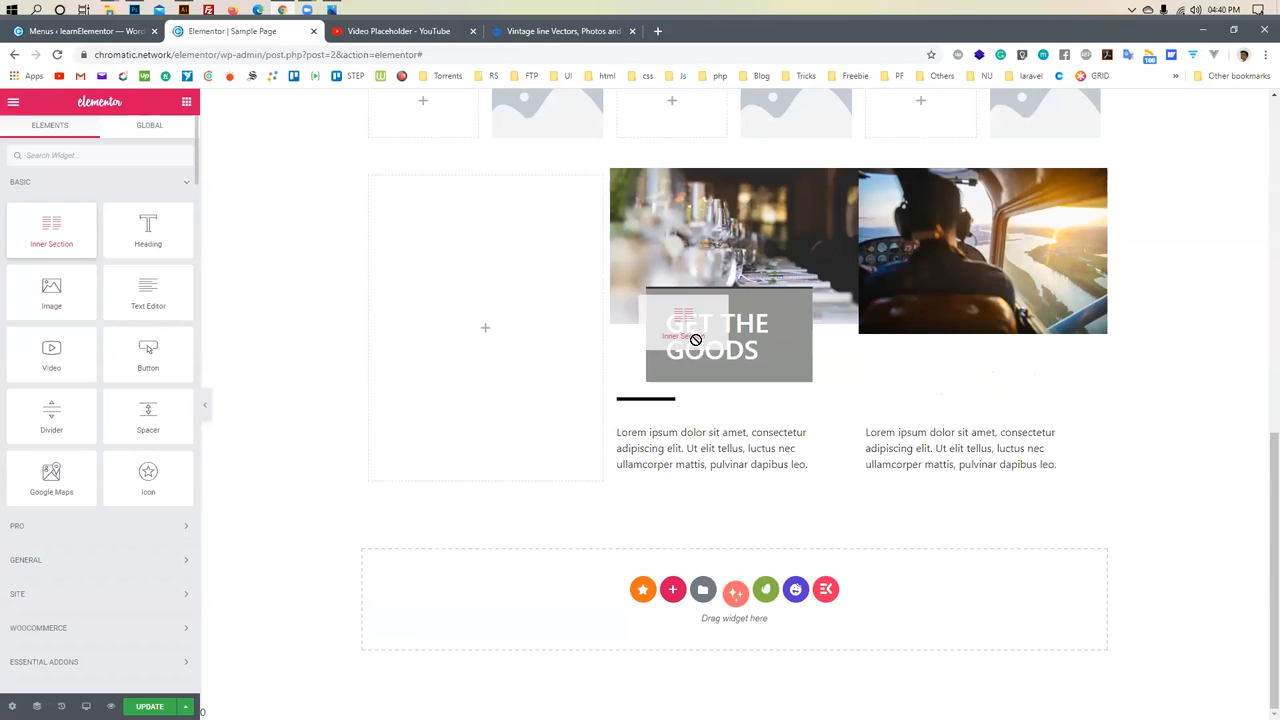 04:40 PM
Menus ‹ learnElementor — Word
Elementor | Sample Page
Video Placeholder - YouTube
Vintage line Vectors, Photos and
chromatic.network/elementor/wp-admin/post.php?post=2&action=elementor#
Apps
up
STEP
Torrents
RS
FTP
UI
html
css
Js
php
Blog
Tricks
Freebie
PF
Others
NU
laravel
GRID
»
Other bookmarks
elementor
ELEMENTS
GLOBAL
Search Widget...
BASIC
Inner Section
Heading
Image
Text Editor
Video
Button
Divider
Spacer
Google Maps
Icon
PRO
GENERAL
SITE
WOOCOMMERCE
ESSENTIAL ADDONS
UPDATE
GET THE
GOODS
Inner Section
Lorem ipsum dolor sit amet, consectetur
adipiscing elit. Ut elit tellus, luctus nec
ullamcorper mattis, pulvinar dapibus leo.
Lorem ipsum dolor sit amet, consectetur
adipiscing elit. Ut elit tellus, luctus nec
ullamcorper mattis, pulvinar dapibus leo.
Drag widget here